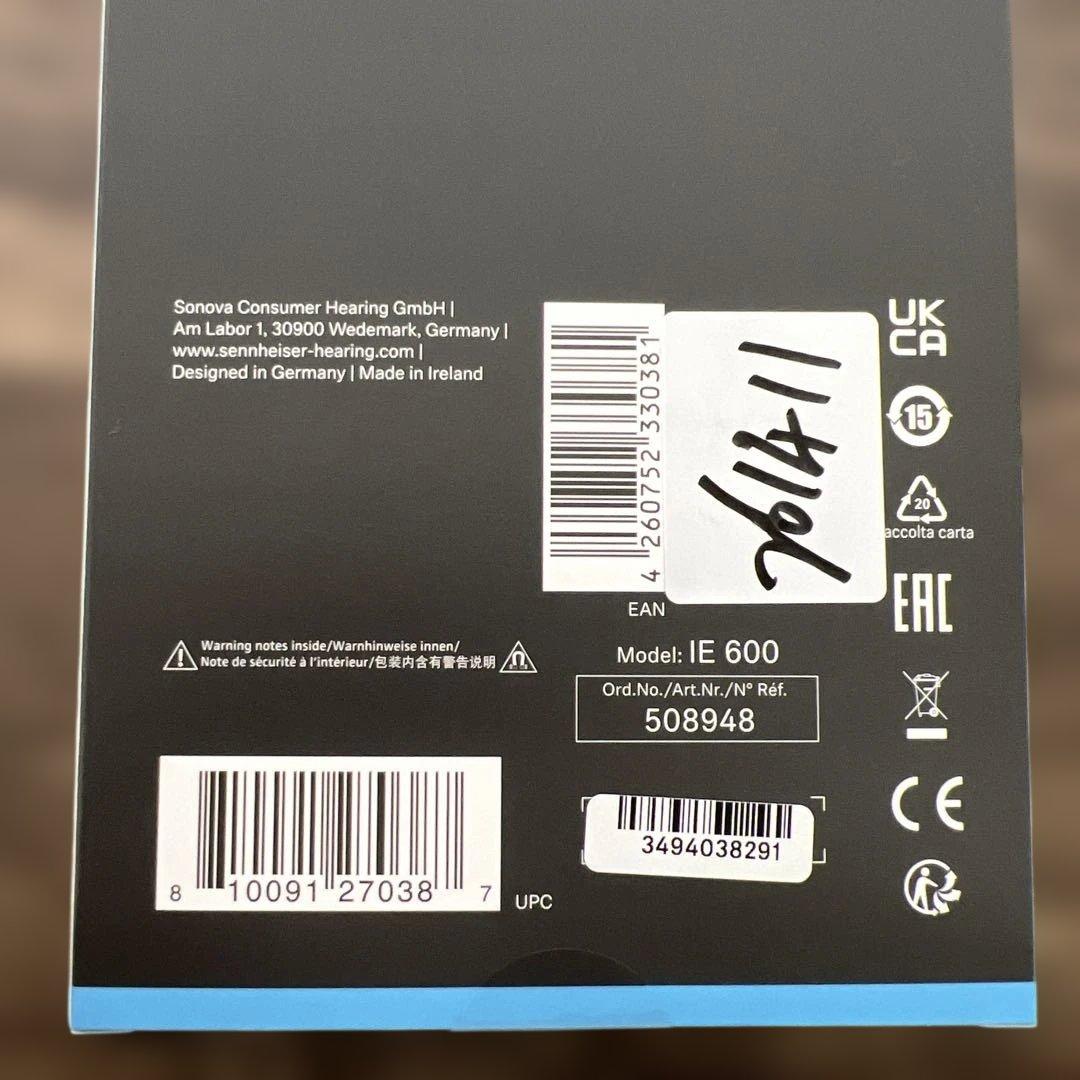 Sonova Consumer Hearing GmbH |
Am Labor 1, 30900 Wedemark, Germany |
www.sennheiser-hearing.com |
Designed in Germany | Made in Ireland
4 260752 330381
EAN
UK
CA
15
20
accolta carta
EAC
Warning notes inside/Warnhinweise innen/
Note de sécurité à l'intérieur/包装内含有警告说明
Model: IE 600
Ord.No./Art.Nr./N° Réf.
508948
CE
3494038291
8 10091 27038 7
UPC